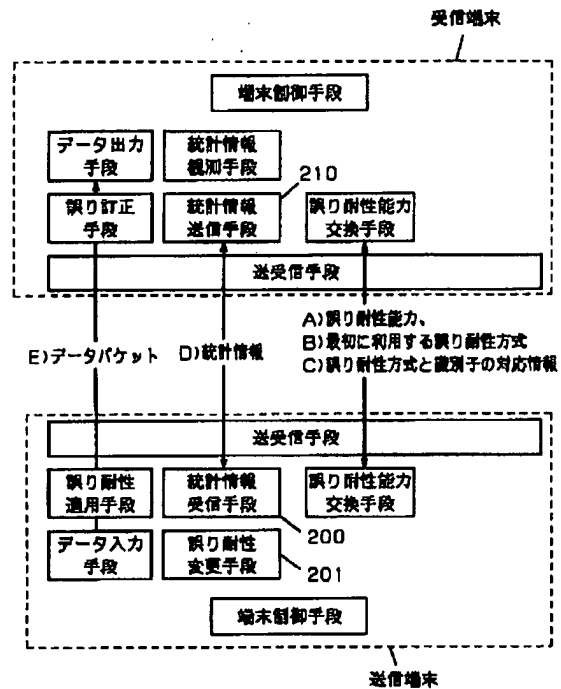 受信端末
端末制御手段
データ出力
手段
統計情報
観測手段
210
誤り訂正
手段
統計情報
送信手段
誤り耐性能力
交換手段
送受信手段
E)データパケット
D)統計情報
A)誤り耐性能力、
B)最初に利用する誤り耐性方式
C)誤り耐性方式と識別子の対応情報
送受信手段
誤り耐性
適用手段
統計情報
受信手段
誤り耐性能力
交換手段
200
データ入力
手段
誤り耐性
変更手段
201
端末制御手段
送信端末